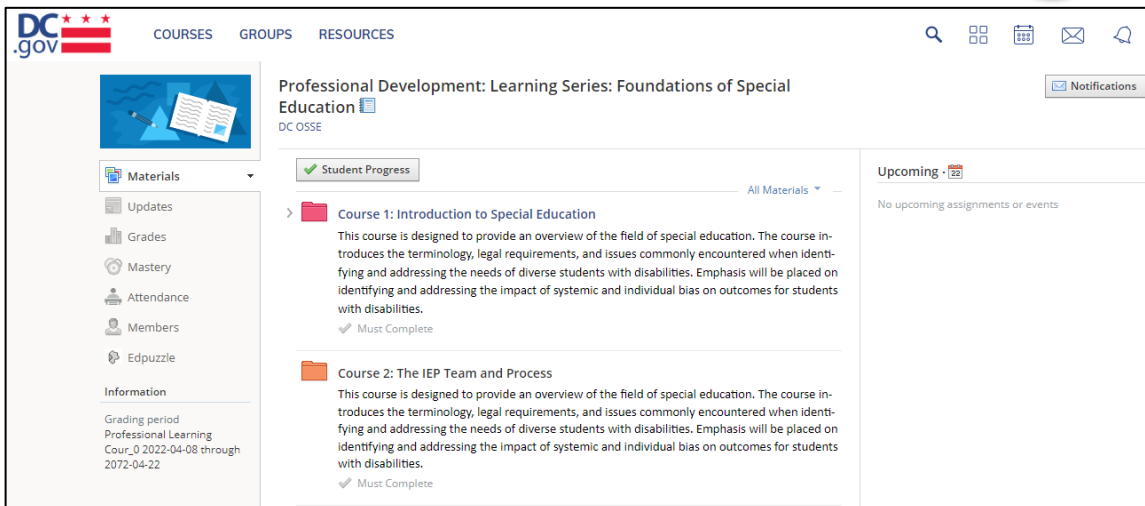 DC
.gov
COURSES GROUPS RESOURCES
Professional Development: Learning Series: Foundations of Special
Education
DC OSSE
Notifications
Materials
Updates
Grades
Mastery
Attendance
Members
Edpuzzle
Information
Grading period
Professional Learning
Cour_0 2022-04-08 through
2072-04-22
Student Progress
All Materials
Course 1: Introduction to Special Education
This course is designed to provide an overview of the field of special education. The course in-
troduces the terminology, legal requirements, and issues commonly encountered when identi-
fying and addressing the needs of diverse students with disabilities. Emphasis will be placed on
identifying and addressing the impact of systemic and individual bias on outcomes for students
with disabilities.
Must Complete
Course 2: The IEP Team and Process
This course is designed to provide an overview of the field of special education. The course in-
troduces the terminology, legal requirements, and issues commonly encountered when identi-
fying and addressing the needs of diverse students with disabilities. Emphasis will be placed on
identifying and addressing the impact of systemic and individual bias on outcomes for students
with disabilities.
Must Complete
Upcoming · 22
No upcoming assignments or events